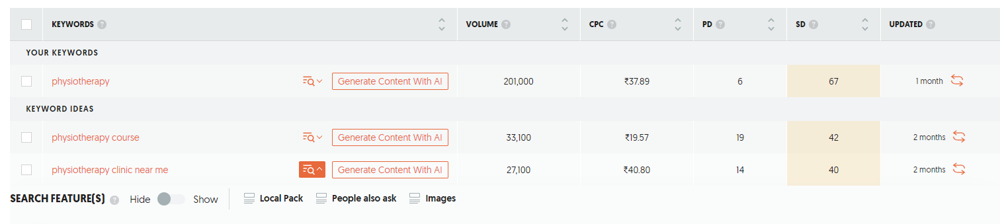 KEYWORDS ? VOLUME ? CPC ? PD ? SD ? UPDATED ?
YOUR KEYWORDS
physiotherapy Generate Content With AI 201,000 ₹37.89 6 67 1 month
KEYWORD IDEAS
physiotherapy course Generate Content With AI 33,100 ₹19.57 19 42 2 months
physiotherapy clinic near me Generate Content With AI 27,100 ₹40.80 14 40 2 months
SEARCH FEATURE(S) ? Hide Show Local Pack People also ask Images